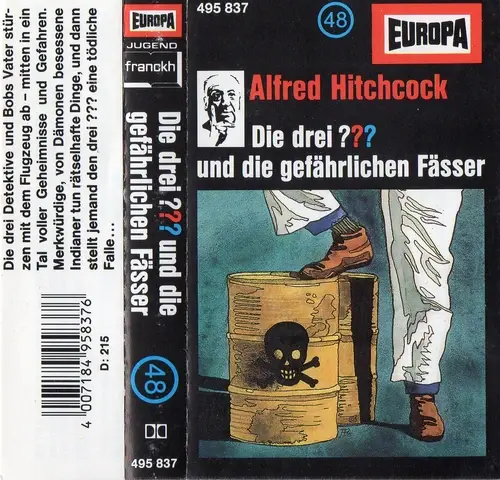 Die drei Detektive und Bobs Vater stür-
zen mit dem Flugzeug ab – mitten in ein
Tal voller Geheimnisse und Gefahren.
Merkwürdige, von Dämonen besessene
Indianer tun rätselhafte Dinge, und dann
stellt jemand den drei ??? eine tödliche
Falle...
4 007184 958376
D: 215
EUROPA
JUGEND
franckh
Die drei ??? und die
gefährlichen Fässer
48
495 837
495 837
48
EUROPA
Alfred Hitchcock
Die drei ???
und die gefährlichen Fässer